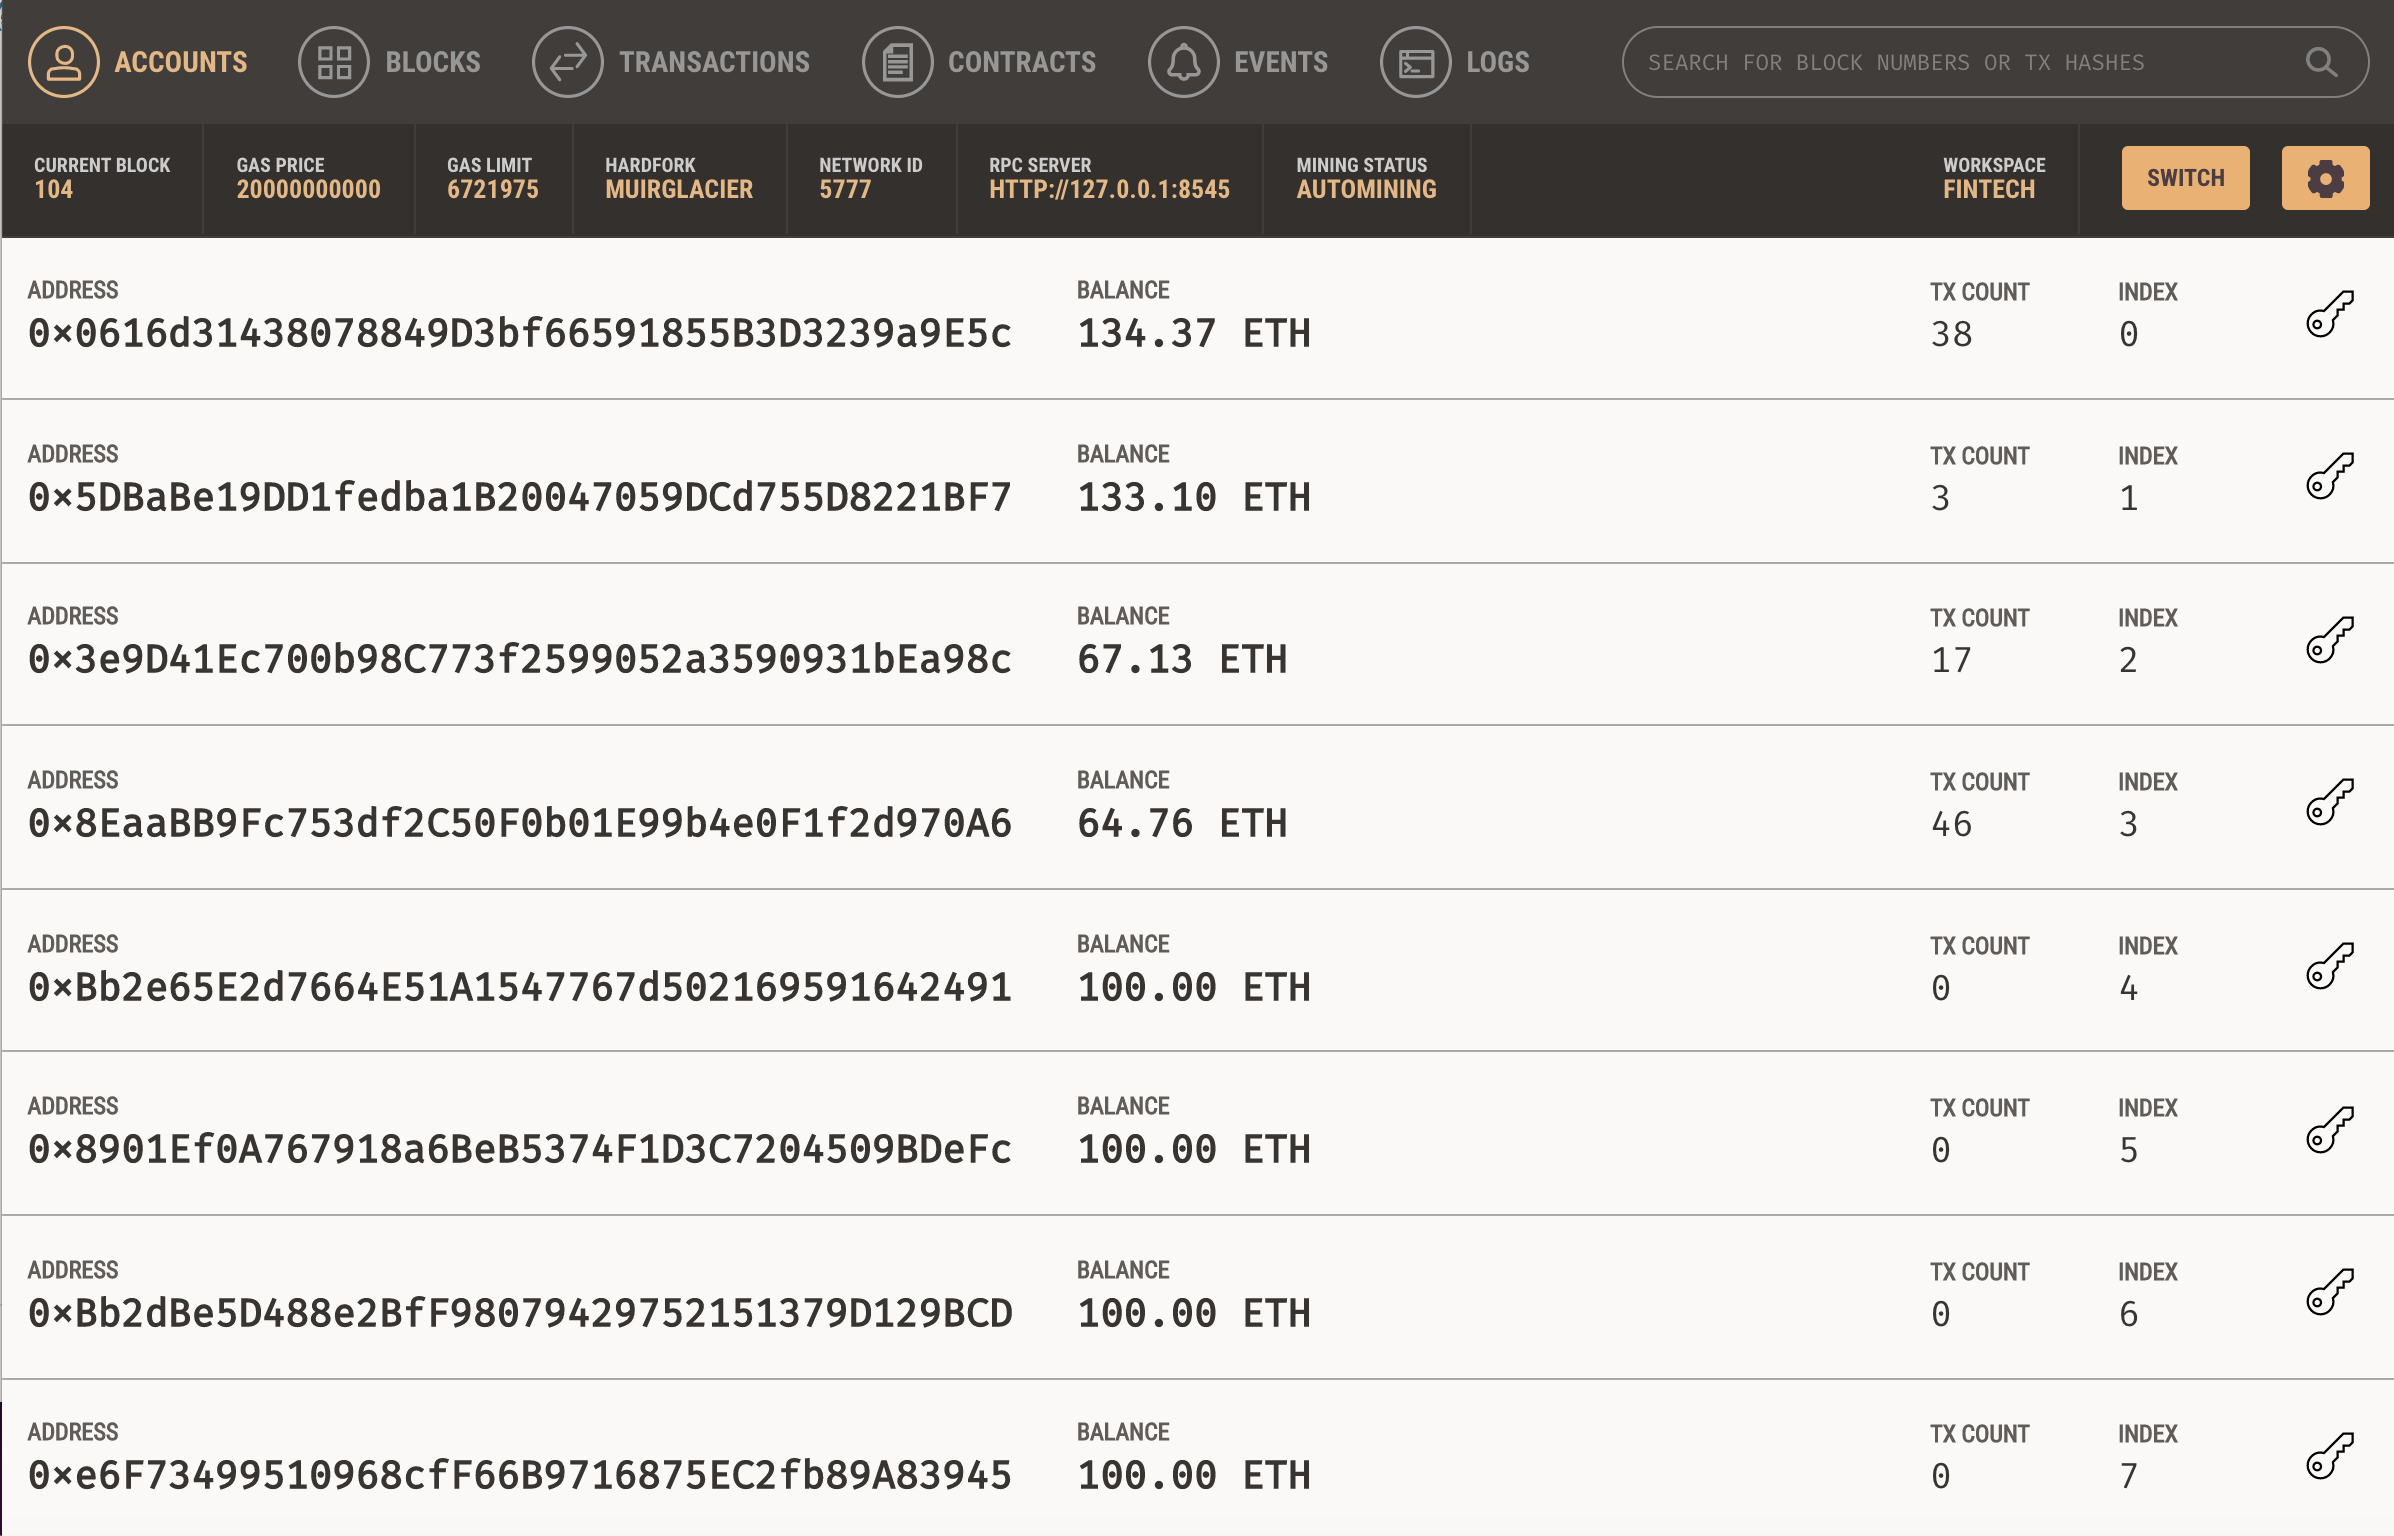 ACCOUNTS BLOCKS TRANSACTIONS CONTRACTS EVENTS LOGS SEARCH FOR BLOCK NUMBERS OR TX HASHES
CURRENT BLOCK GAS PRICE GAS LIMIT HARDFORK NETWORK ID RPC SERVER MINING STATUS WORKSPACE
104 20000000000 6721975 MUIRGLACIER 5777 HTTP://127.0.0.1:8545 AUTOMINING FINTECH SWITCH
ADDRESS BALANCE TX COUNT INDEX
0×0616d31438078849D3bf66591855B3D3239a9E5c 134.37 ETH 38 0
ADDRESS BALANCE TX COUNT INDEX
0×5DBaBe19DD1fedba1B20047059DCd755D8221BF7 133.10 ETH 3 1
ADDRESS BALANCE TX COUNT INDEX
0×3e9D41Ec700b98C773f2599052a3590931bEa98c 67.13 ETH 17 2
ADDRESS BALANCE TX COUNT INDEX
0×8EaaBB9Fc753df2C50F0b01E99b4e0F1f2d970A6 64.76 ETH 46 3
ADDRESS BALANCE TX COUNT INDEX
0×Bb2e65E2d7664E51A1547767d502169591642491 100.00 ETH 0 4
ADDRESS BALANCE TX COUNT INDEX
0×8901Ef0A767918a6BeB5374F1D3C7204509BDeFc 100.00 ETH 0 5
ADDRESS BALANCE TX COUNT INDEX
0×Bb2dBe5D488e2BfF980794297521513​79D129BCD 100.00 ETH 0 6
ADDRESS BALANCE TX COUNT INDEX
0×e6F73499510968cfF66B9716875EC2fb89A83945 100.00 ETH 0 7